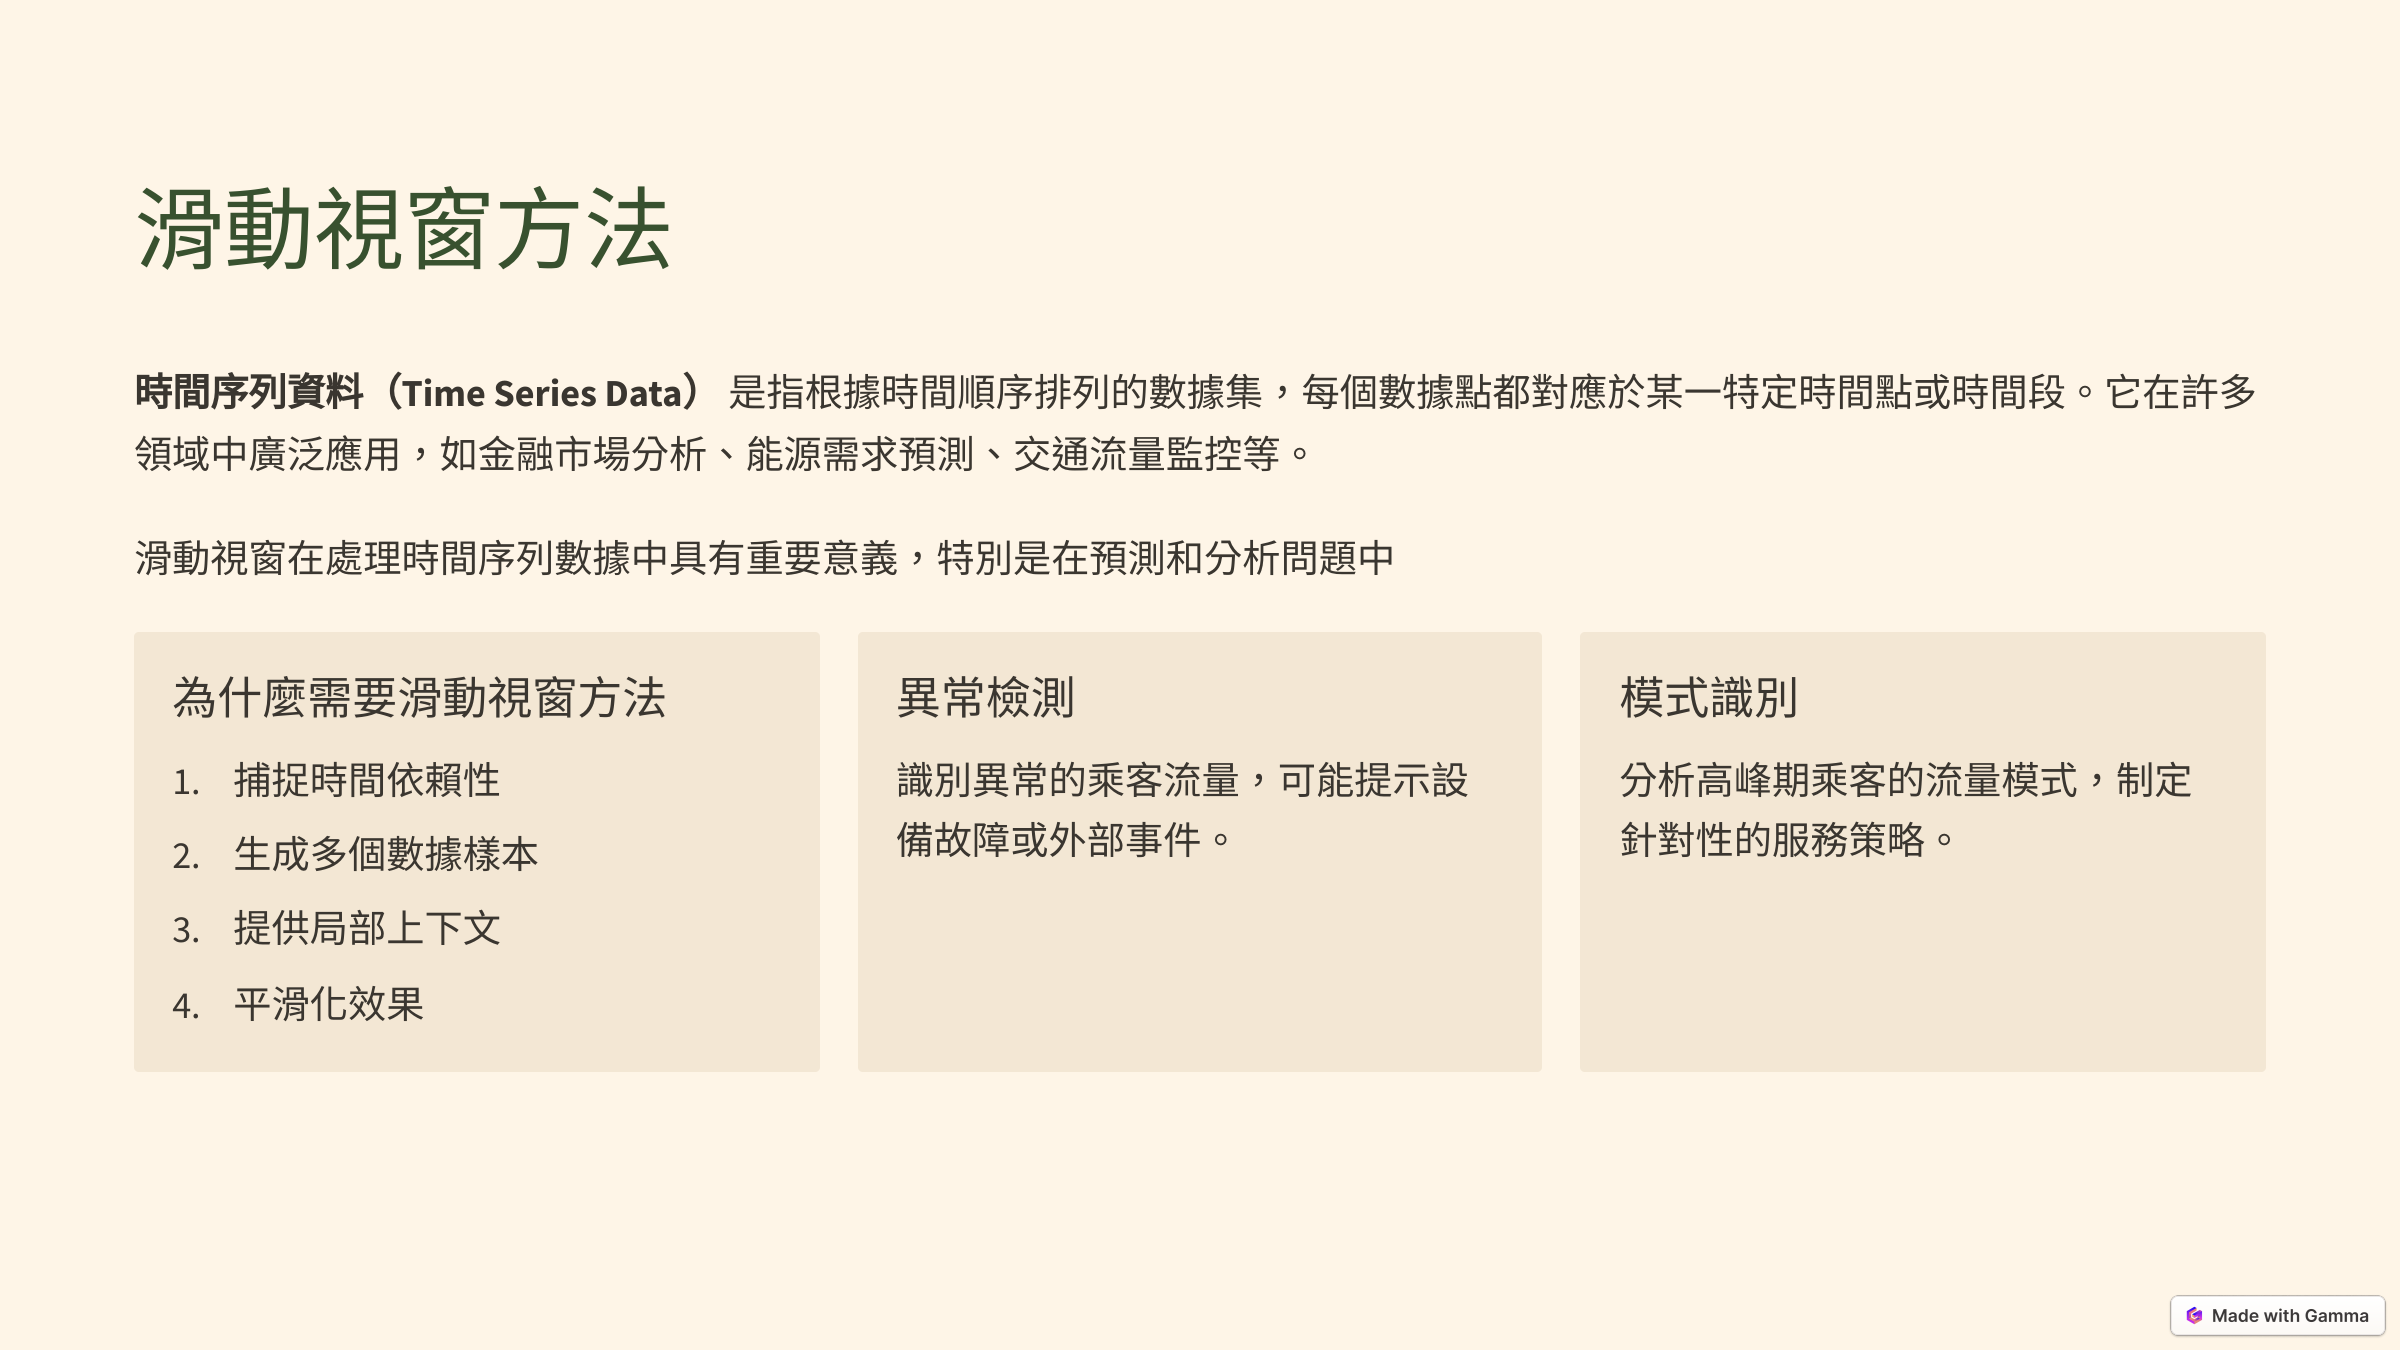 滑動視窗方法
時間序列資料（Time Series Data） 是指根據時間順序排列的數據集，每個數據點都對應於某一特定時間點或時間段。它在許多
領域中廣泛應用，如金融市場分析、能源需求預測、交通流量監控等。
滑動視窗在處理時間序列數據中具有重要意義，特別是在預測和分析問題中
為什麼需要滑動視窗方法
1. 捕捉時間依賴性
2. 生成多個數據樣本
3. 提供局部上下文
4. 平滑化效果
異常檢測
識別異常的乘客流量，可能提示設
備故障或外部事件。
模式識別
分析高峰期乘客的流量模式，制定
針對性的服務策略。
Made with Gamma